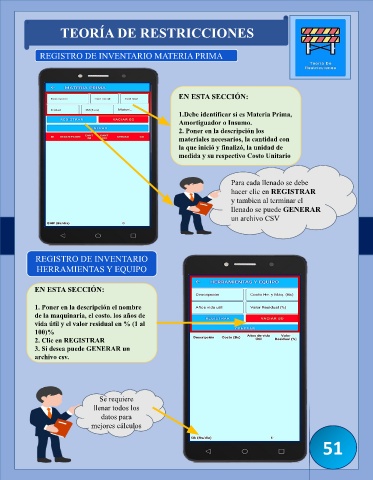 TEORÍA DE RESTRICCIONES
Teoría De
Restricciones
REGISTRO DE INVENTARIO MATERIA PRIMA
MATERIA PRIMA
REGISTRAR
VACIAR BD
EN ESTA SECCIÓN:
1.Debe identificar si es Materia Prima,
Amortiguador o Insumo.
2. Poner en la descripción los
materiales necesarios, la cantidad con
la que inició y finalizó, la unidad de
medida y su respectivo Costo Unitario
Para cada llenado se debe
hacer clic en REGISTRAR
y tambien al terminar el
llenado se puede GENERAR
un archivo CSV
REGISTRO DE INVENTARIO
HERRAMIENTAS Y EQUIPO
EN ESTA SECCIÓN:
1. Poner en la descripción el nombre
de la maquinaria, el costo. los años de
vida útil y el valor residual en % (1 al
100)%
2. Clic en REGISTRAR
3. Si desea puede GENERAR un
archivo csv.
HERRAMIENTAS Y EQUIPO
Descripción
Años vida útil
Valor Residual (%)
REGISTRAR
VACIAR BD
Descripción Costo (Bs) Años de vida Útil Valor Residual (%)
Se requiere
llenar todos los
datos para
mejores cálculos
51